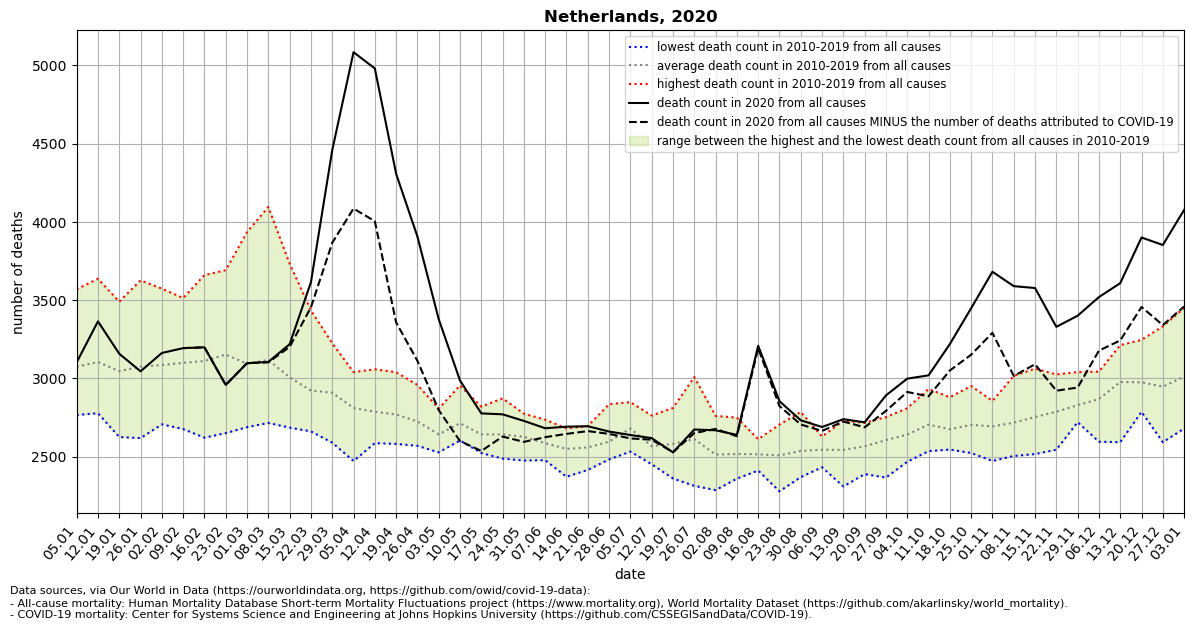 Netherlands, 2020
lowest death count in 2010-2019 from all causes
average death count in 2010-2019 from all causes
highest death count in 2010-2019 from all causes
death count in 2020 from all causes
death count in 2020 from all causes MINUS the number of deaths attributed to COVID-19
range between the highest and the lowest death count from all causes in 2010-2019
number of deaths
5000
4500
4000
3500
3000
2500
05.01 12.01 19.01 26.01 02.02 09.02 16.02 23.02 01.03 08.03 15.03 22.03 29.03 05.04 12.04 19.04 26.04 03.05 10.05 17.05 24.05 31.05 07.06 14.06 21.06 28.06 05.07 12.07 19.07 26.07 02.08 09.08 16.08 23.08 30.08 06.09 13.09 20.09 27.09 04.10 11.10 18.10 25.10 01.11 08.11 15.11 22.11 29.11 06.12 13.12 20.12 27.12 03.01
date
Data sources, via Our World in Data (https://ourworldindata.org, https://github.com/owid/covid-19-data):
- All-cause mortality: Human Mortality Database Short-term Mortality Fluctuations project (https://www.mortality.org), World Mortality Dataset (https://github.com/akarlinsky/world_mortality).
- COVID-19 mortality: Center for Systems Science and Engineering at Johns Hopkins University (https://github.com/CSSEGISandData/COVID-19).